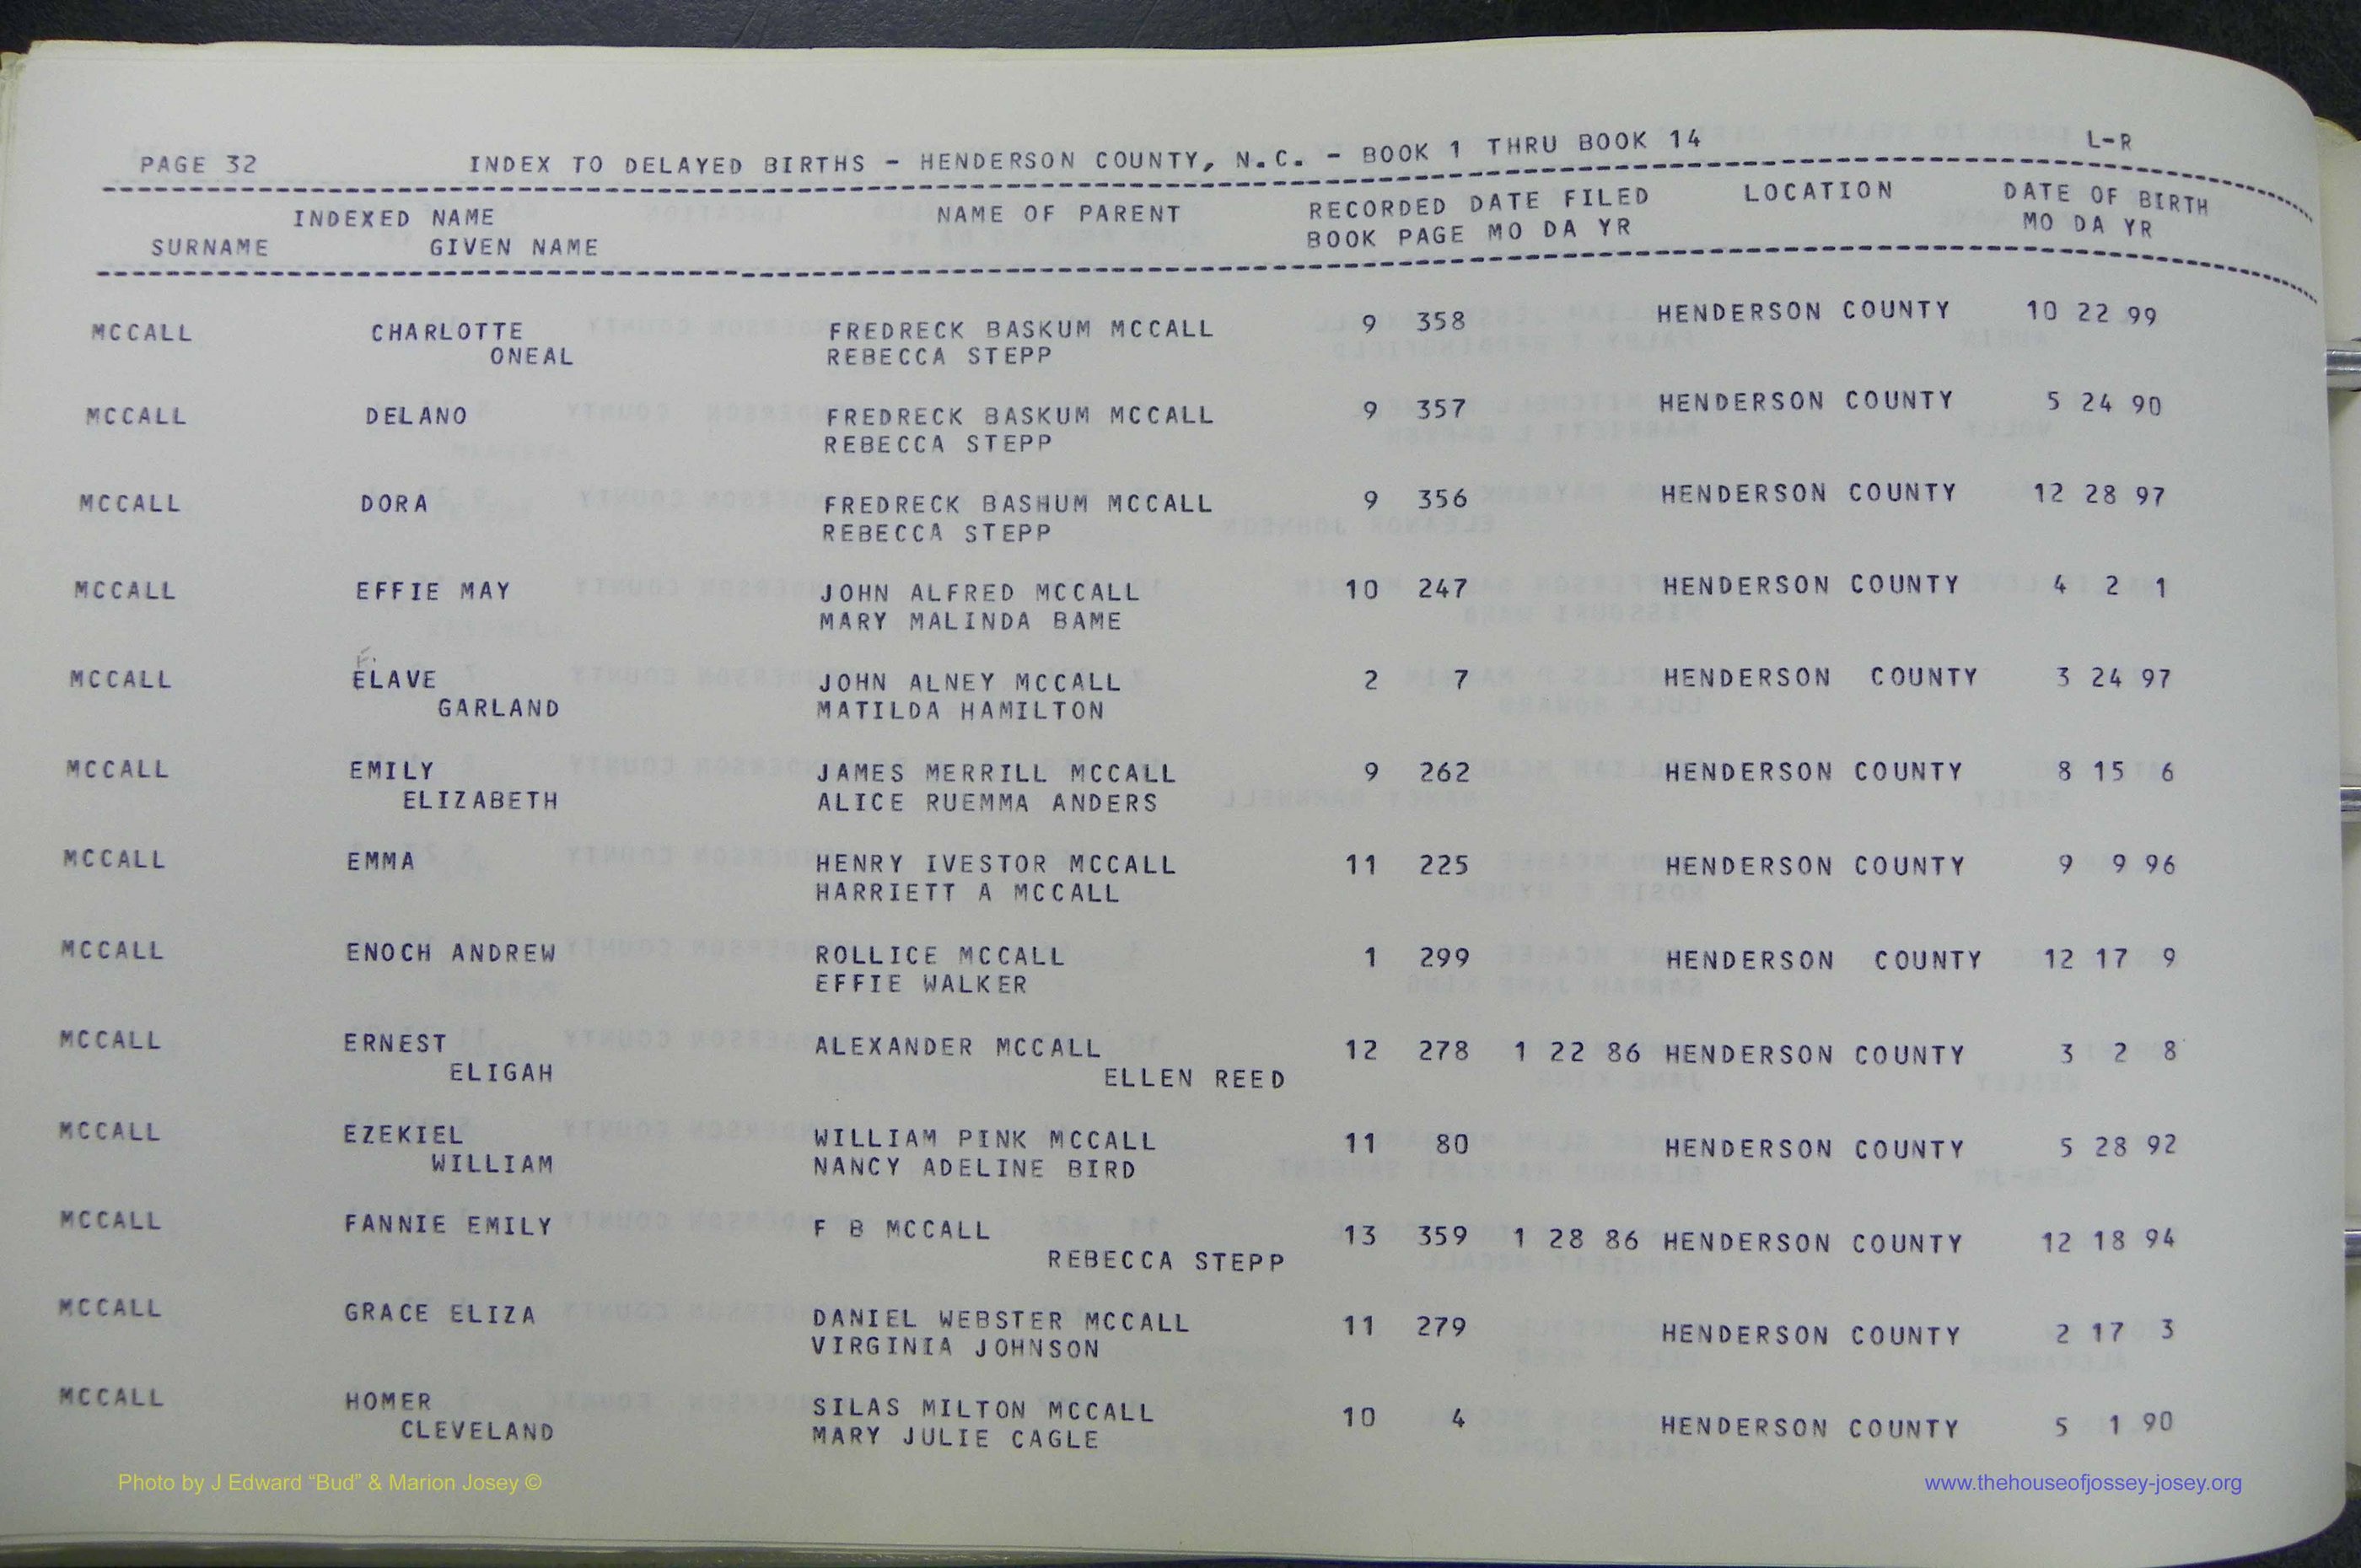 PAGE 32 INDEX TO DELAYED BIRTHS - HENDERSON COUNTY, N.C. - BOOK 1 THRU BOOK 14 L-R
INDEXED NAME NAME OF PARENT RECORDED DATE FILED LOCATION DATE OF BIRTH
SURNAME GIVEN NAME BOOK PAGE MO DA YR MO DA YR
MCCALL CHARLOTTE FREDRECK BASKUM MCCALL 9 358 HENDERSON COUNTY 10 22 99
ONEAL REBECCA STEPP
MCCALL DELANO FREDRECK BASKUM MCCALL 9 357 HENDERSON COUNTY 5 24 90
REBECCA STEPP
MCCALL DORA FREDRECK BASHUM MCCALL 9 356 HENDERSON COUNTY 12 28 97
REBECCA STEPP
MCCALL EFFIE MAY JOHN ALFRED MCCALL 10 247 HENDERSON COUNTY 4 2 1
MARY MALINDA BAME
MCCALL ELAVE JOHN ALNEY MCCALL 2 7 HENDERSON COUNTY 3 24 97
GARLAND MATILDA HAMILTON
MCCALL EMILY JAMES MERRILL MCCALL 9 262 HENDERSON COUNTY 8 15 6
ELIZABETH ALICE RUEMMA ANDERS
MCCALL EMMA HENRY IVESTOR MCCALL 11 225 HENDERSON COUNTY 9 9 96
HARRIETT A MCCALL
MCCALL ENOCH ANDREW ROLLICE MCCALL 1 299 HENDERSON COUNTY 12 17 9
EFFIE WALKER
MCCALL ERNEST ALEXANDER MCCALL 12 278 1 22 86 HENDERSON COUNTY 3 2 8
ELIGAH ELLEN REED
MCCALL EZEKIEL WILLIAM PINK MCCALL 11 80 HENDERSON COUNTY 5 28 92
WILLIAM NANCY ADELINE BIRD
MCCALL FANNIE EMILY F B MCCALL 13 359 1 28 86 HENDERSON COUNTY 12 18 94
REBECCA STEPP
MCCALL GRACE ELIZA DANIEL WEBSTER MCCALL 11 279 HENDERSON COUNTY 2 17 3
VIRGINIA JOHNSON
MCCALL HOMER SILAS MILTON MCCALL 10 4 HENDERSON COUNTY 5 1 90
CLEVELAND MARY JULIE CAGLE
Photo by J Edward “Bud” & Marion Josey © www.thehouseofjossey-josey.org